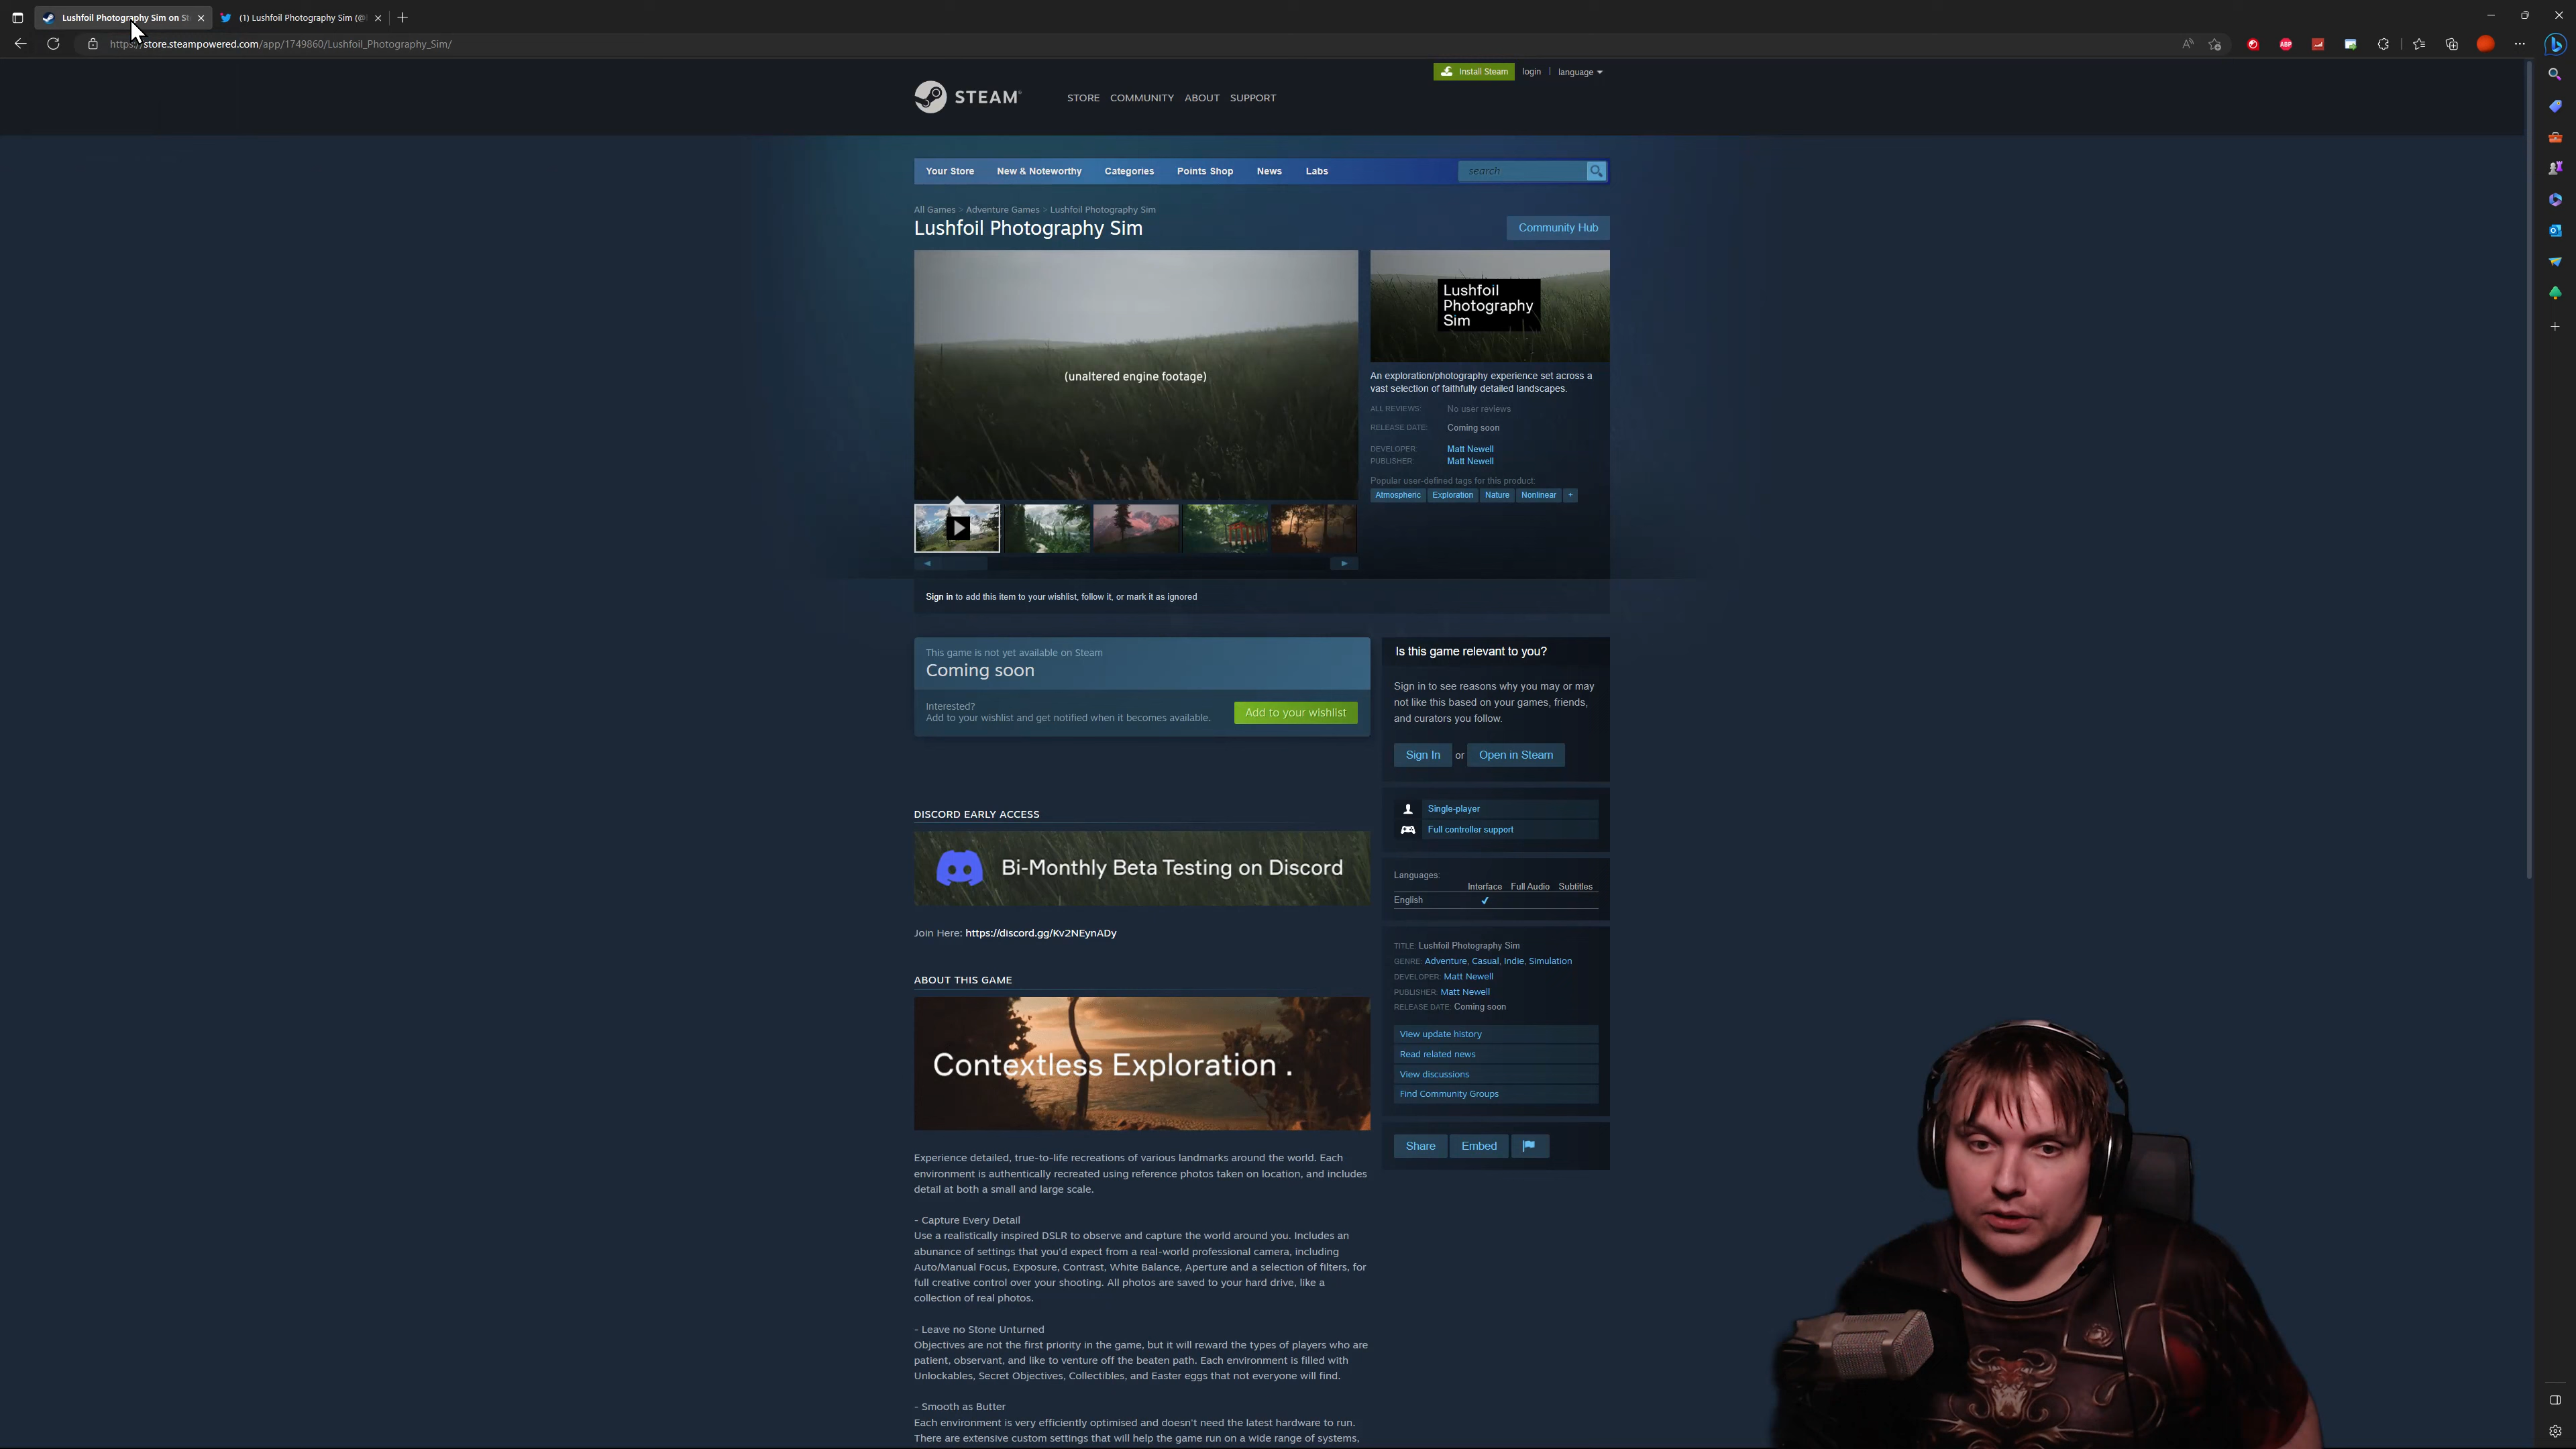 Lushfoil Photography Sim on St
(1) Lushfoil Photography Sim (@
https://store.steampowered.com/app/1749860/Lushfoil_Photography_Sim/
Install Steam login | language
STEAM STORE COMMUNITY ABOUT SUPPORT
Your Store New & Noteworthy Categories Points Shop News Labs search
All Games > Adventure Games > Lushfoil Photography Sim
Lushfoil Photography Sim
Community Hub
(unaltered engine footage)
Lushfoil
Photography
Sim
An exploration/photography experience set across a
vast selection of faithfully detailed landscapes.
ALL REVIEWS: No user reviews
RELEASE DATE: Coming soon
DEVELOPER: Matt Newell
PUBLISHER: Matt Newell
Popular user-defined tags for this product:
Atmospheric Exploration Nature Nonlinear +
Sign in to add this item to your wishlist, follow it, or mark it as ignored
This game is not yet available on Steam
Coming soon
Interested?
Add to your wishlist and get notified when it becomes available.
Add to your wishlist
DISCORD EARLY ACCESS
Bi-Monthly Beta Testing on Discord
Join Here: https://discord.gg/Kv2NEynADy
ABOUT THIS GAME
Contextless Exploration .
Experience detailed, true-to-life recreations of various landmarks around the world. Each
environment is authentically recreated using reference photos taken on location, and includes
detail at both a small and large scale.
- Capture Every Detail
Use a realistically inspired DSLR to observe and capture the world around you. Includes an
abunance of settings that you'd expect from a real-world professional camera, including
Auto/Manual Focus, Exposure, Contrast, White Balance, Aperture and a selection of filters, for
full creative control over your shooting. All photos are saved to your hard drive, like a
collection of real photos.
- Leave no Stone Unturned
Objectives are not the first priority in the game, but it will reward the types of players who are
patient, observant, and like to venture off the beaten path. Each environment is filled with
Unlockables, Secret Objectives, Collectibles, and Easter eggs that not everyone will find.
- Smooth as Butter
Each environment is very efficiently optimised and doesn't need the latest hardware to run.
There are extensive custom settings that will help the game run on a wide range of systems,
Is this game relevant to you?
Sign in to see reasons why you may or may
not like this based on your games, friends,
and curators you follow.
Sign In or Open in Steam
Single-player
Full controller support
Languages:
Interface Full Audio Subtitles
English ✔
TITLE: Lushfoil Photography Sim
GENRE: Adventure, Casual, Indie, Simulation
DEVELOPER: Matt Newell
PUBLISHER: Matt Newell
RELEASE DATE: Coming soon
View update history
Read related news
View discussions
Find Community Groups
Share Embed